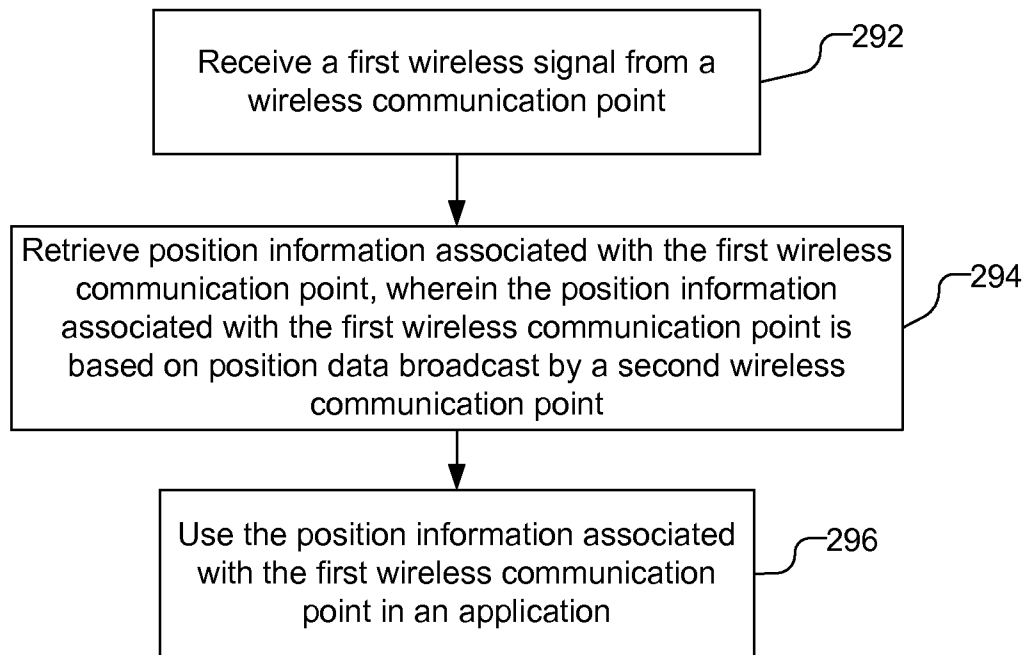 Receive a first wireless signal from a
wireless communication point
292
Retrieve position information associated with the first wireless
communication point, wherein the position information
associated with the first wireless communication point is
based on position data broadcast by a second wireless
communication point
294
Use the position information associated
with the first wireless communication
point in an application
296